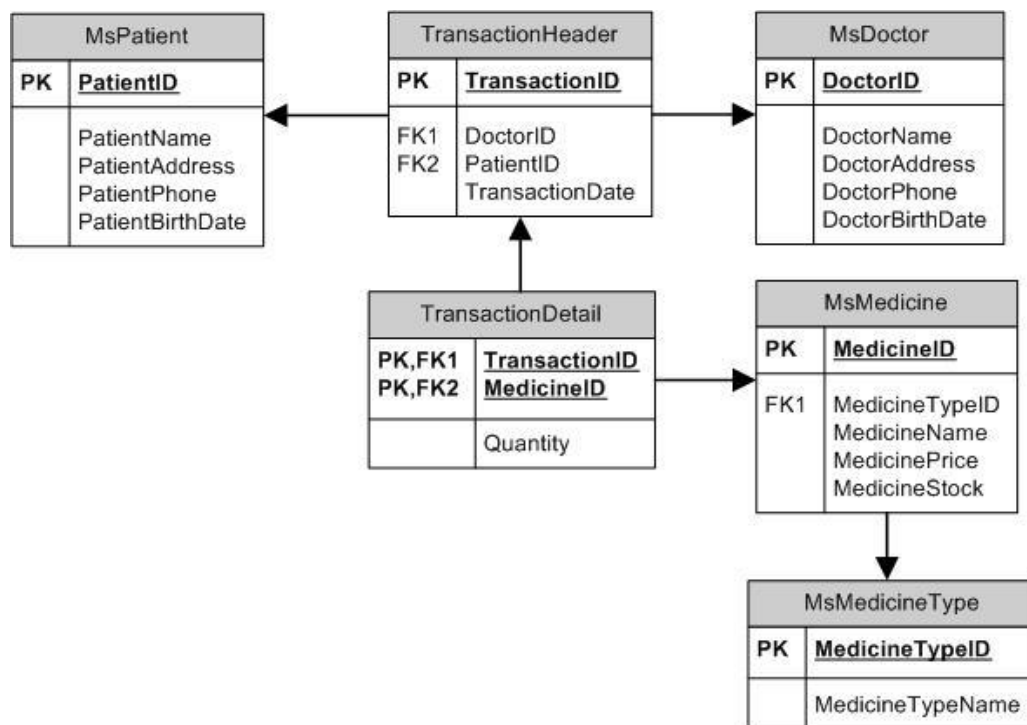 MsPatient
PK PatientID
PatientName
PatientAddress
PatientPhone
PatientBirthDate
TransactionHeader
PK TransactionID
FK1 DoctorID
FK2 PatientID
TransactionDate
MsDoctor
PK DoctorID
DoctorName
DoctorAddress
DoctorPhone
DoctorBirthDate
TransactionDetail
PK,FK1 TransactionID
PK,FK2 MedicineID
Quantity
MsMedicine
PK MedicineID
FK1 MedicineTypeID
MedicineName
MedicinePrice
MedicineStock
MsMedicineType
PK MedicineTypeID
MedicineTypeName